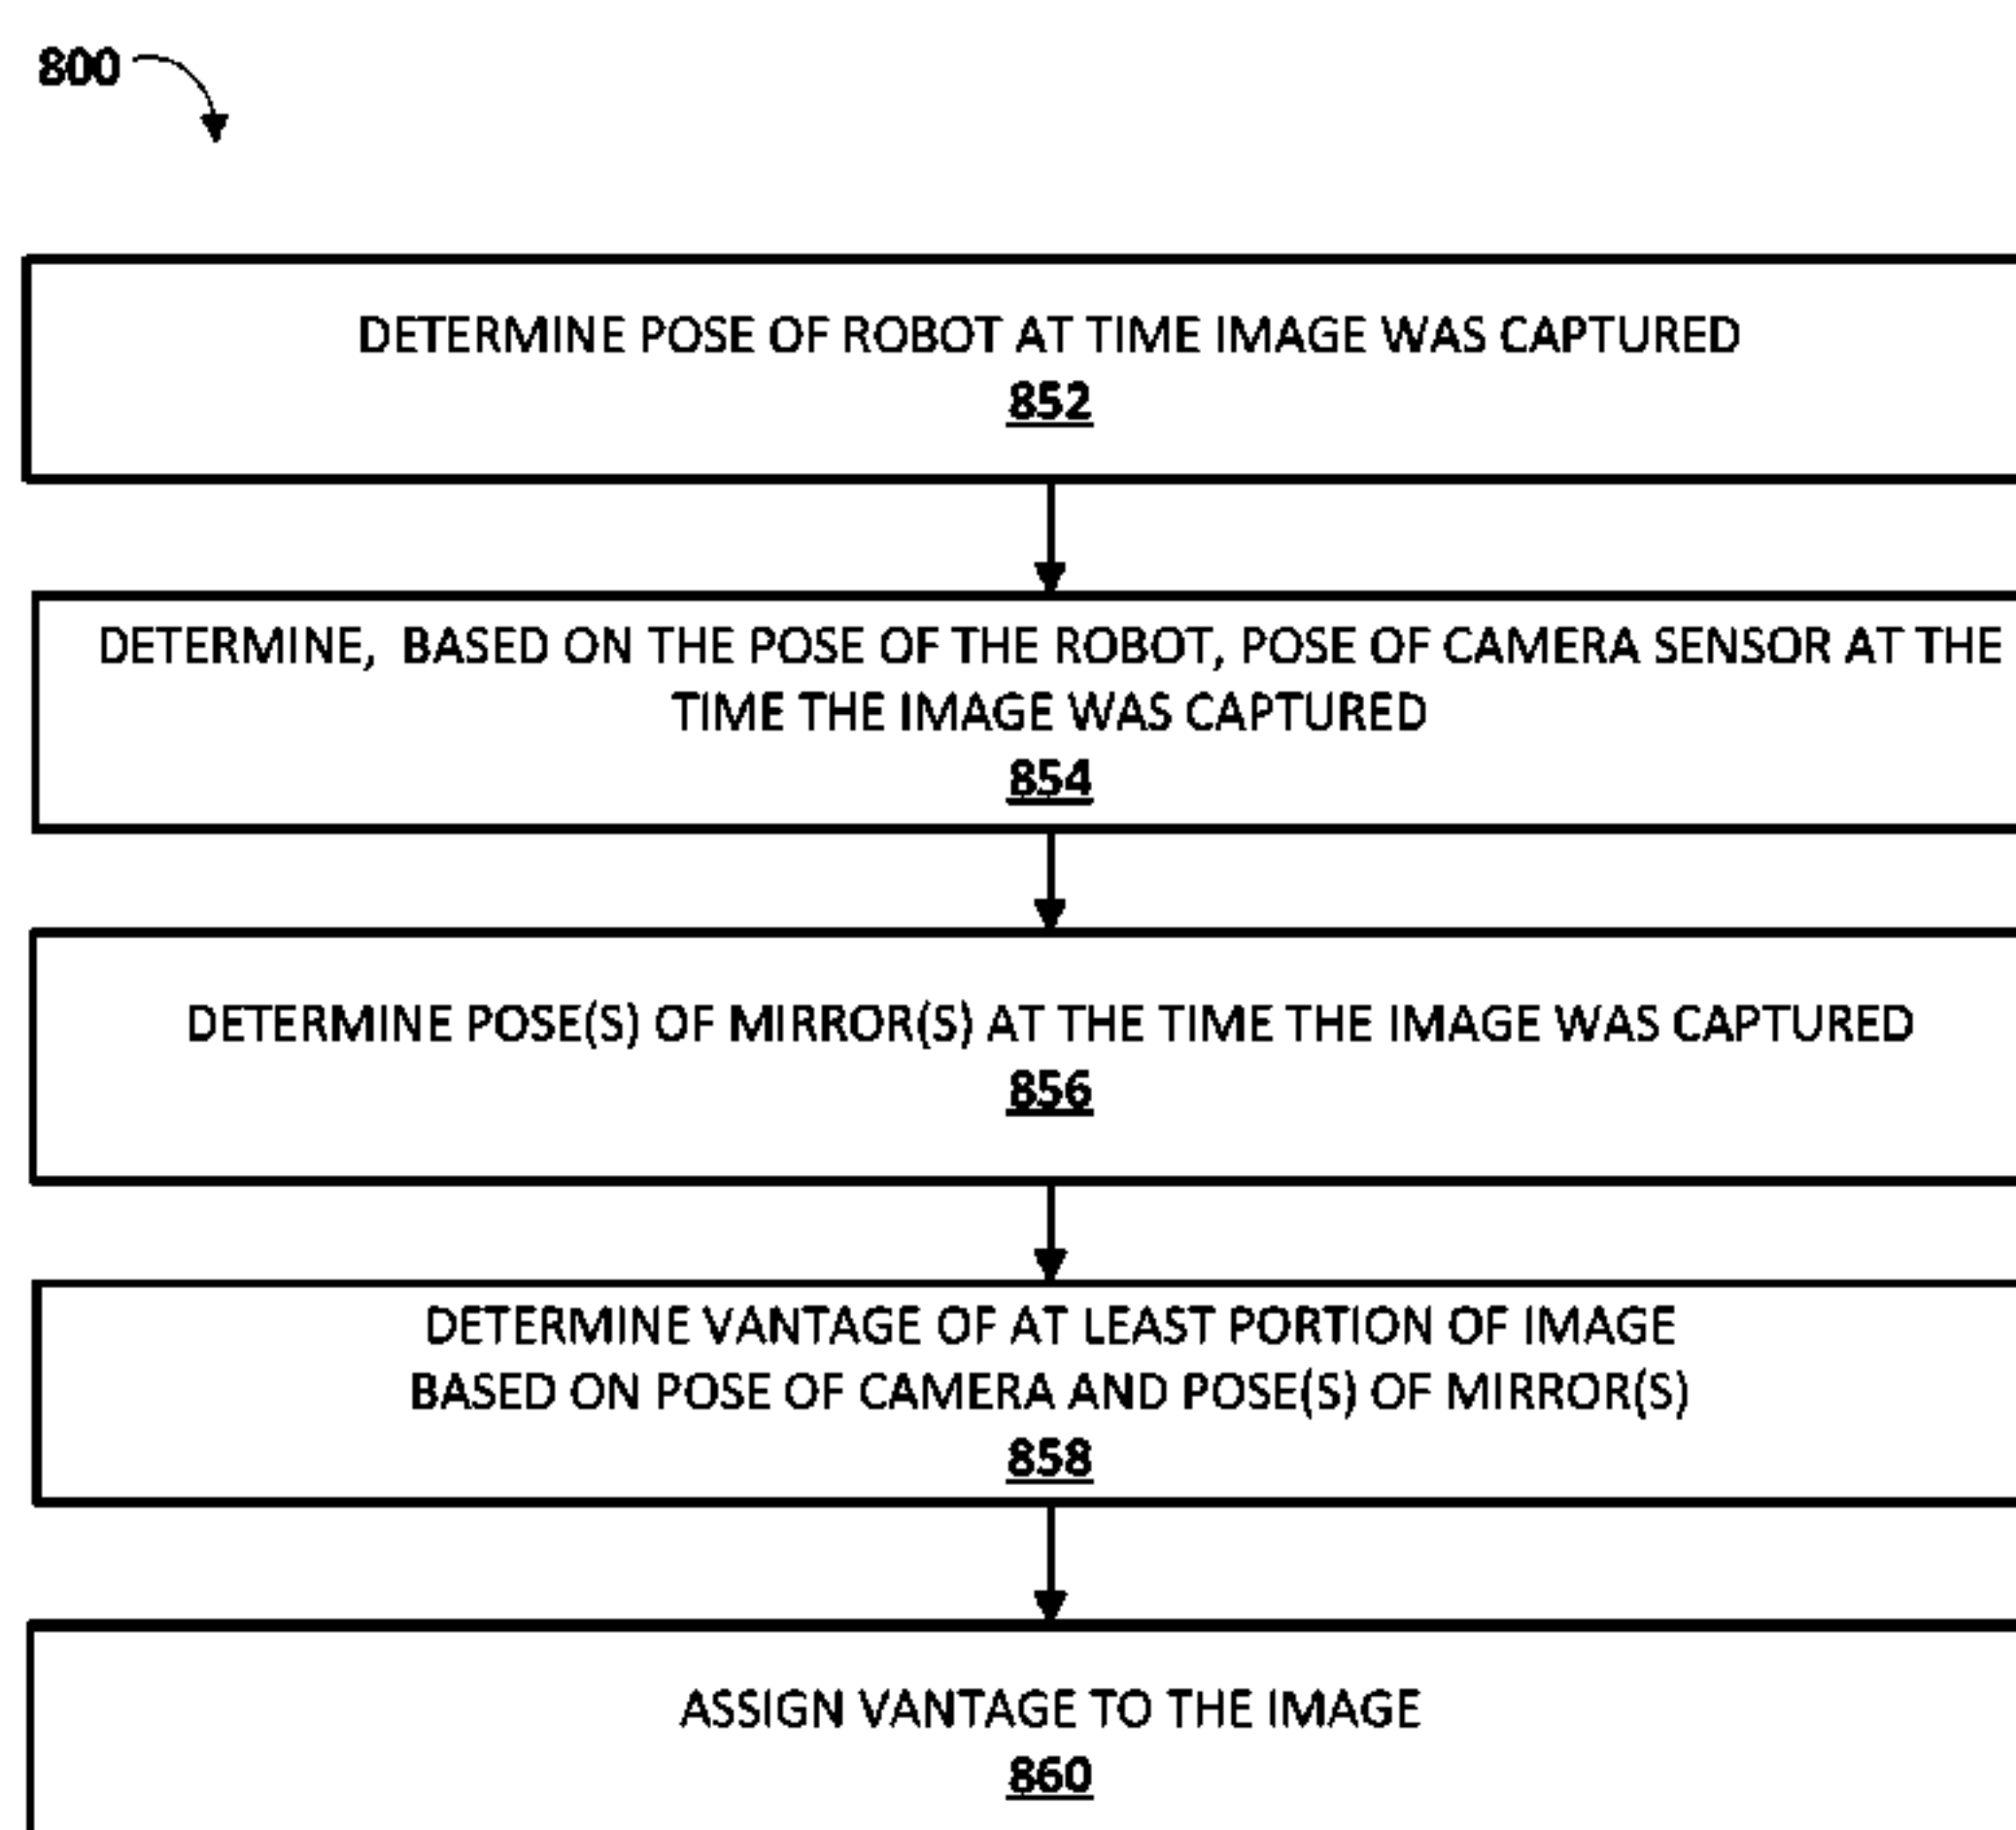 800
DETERMINE POSE OF ROBOT AT TIME IMAGE WAS CAPTURED
852
DETERMINE, BASED ON THE POSE OF THE ROBOT, POSE OF CAMERA SENSOR AT THE
TIME THE IMAGE WAS CAPTURED
854
DETERMINE POSE(S) OF MIRROR(S) AT THE TIME THE IMAGE WAS CAPTURED
856
DETERMINE VANTAGE OF AT LEAST PORTION OF IMAGE
BASED ON POSE OF CAMERA AND POSE(S) OF MIRROR(S)
858
ASSIGN VANTAGE TO THE IMAGE
860